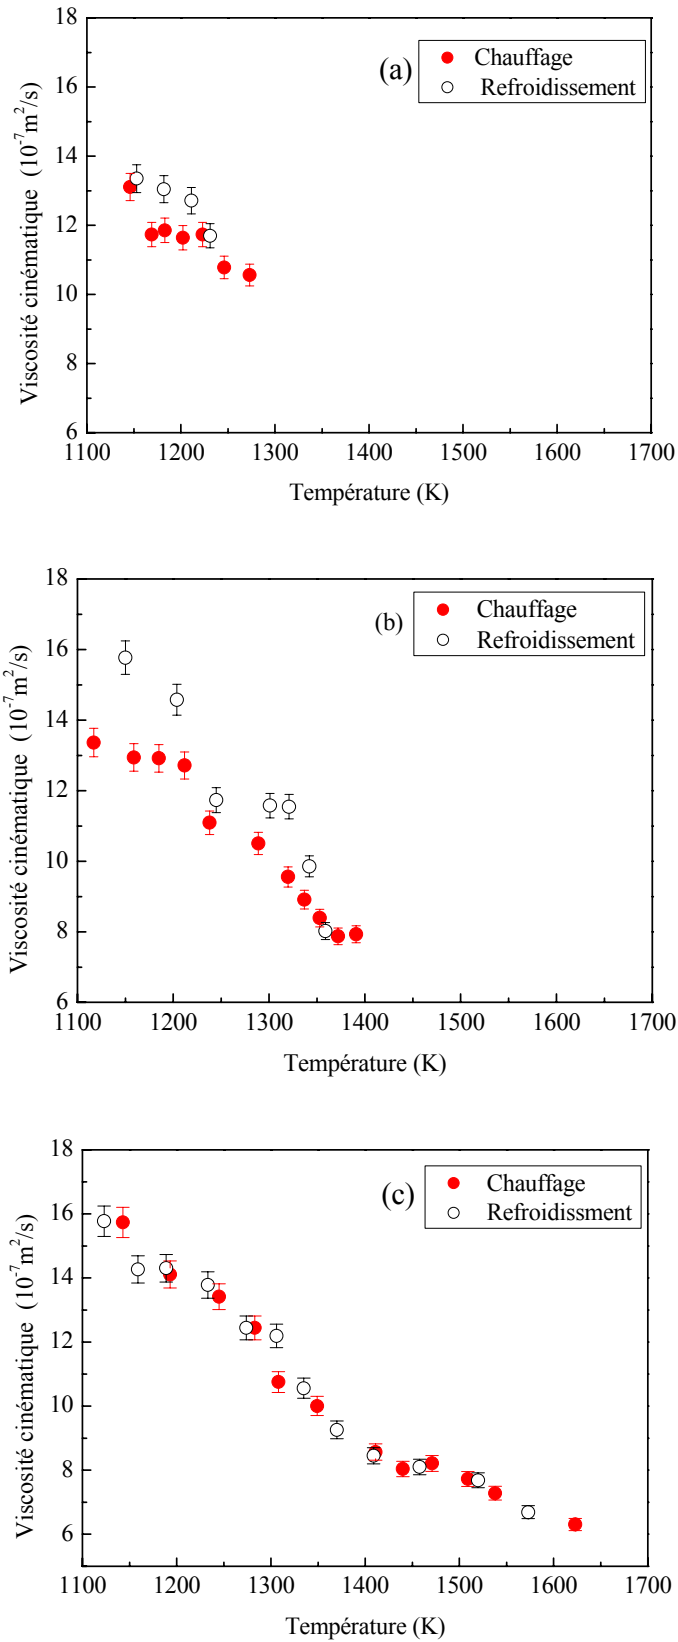 18
16
14
12
10
8
6
1100 1200 1300 1400 1500 1600 1700
Viscosité cinématique (10⁻⁷m²/s)
Température (K)
(a)
Chauffage
Refroidissement
18
16
14
12
10
8
6
1100 1200 1300 1400 1500 1600 1700
Viscosité cinématique (10⁻⁷m²/s)
Température (K)
(b)
Chauffage
Refroidissement
18
16
14
12
10
8
6
1100 1200 1300 1400 1500 1600 1700
Viscosité cinématique (10⁻⁷m²/s)
Température (K)
(c)
Chauffage
Refroidissment